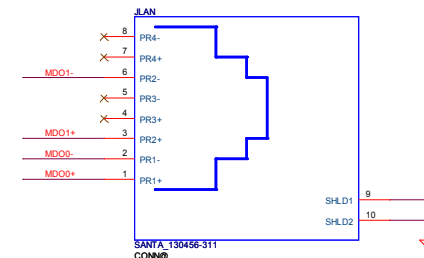 JLAN
8 PR4-
7 PR4+
MDO1- 6 PR2-
5 PR3-
4 PR3+
MDO1+ 3 PR2+
MDO0- 2 PR1-
MDO0+ 1 PR1+
SHLD1 9
SHLD2 10
SANTA_130456-311
CONN@